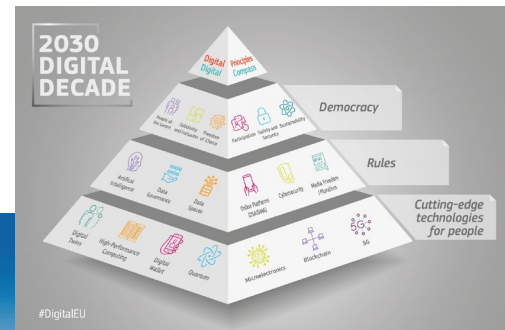 2030
DIGITAL
DECADE
Digital Principles
Digital Compass
Democracy
People at
the Centre
Solidarity
and Inclusion
Freedom
of Choice
Participation
Safety and
Security
Sustainability
Rules
Artificial
Intelligence
Data
Governance
Data
Spaces
Online Platforms
(DSA/DMA)
Cybersecurity
Media Freedom
/ Pluralism
Cutting-edge
technologies
for people
Digital
Twins
High-Performance
Computing
Digital
Wallet
Quantum
Microelectronics
Blockchain
5G
5G
#DigitalEU